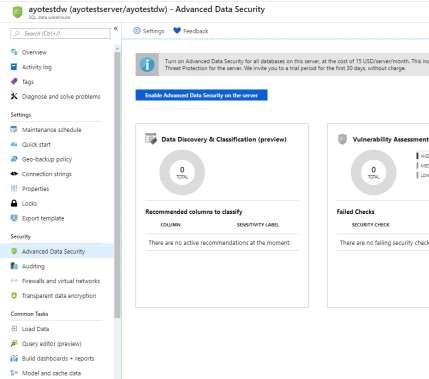 ayotestdw (ayotestserver/ayotestdw) - Advanced Data Security
SQL data warehouse
Search (Ctrl+/)
«
Settings
Feedback
Overview
Activity log
Tags
Diagnose and solve problems
Settings
Maintenance schedule
Quick start
Geo-backup policy
Connection strings
Properties
Locks
Export template
Security
Advanced Data Security
Auditing
Firewalls and virtual networks
Transparent data encryption
Common Tasks
Load Data
Query editor (preview)
Build dashboards + reports
Model and cache data
Turn on Advanced Data Security for all databases on this server, at the cost of 15 USD/server/month. This inc
Threat Protection for the server. We invite you to a trial period for the first 30 days, without charge.
Enable Advanced Data Security on the server
Data Discovery & Classification (preview)
0
TOTAL
Recommended columns to classify
COLUMN SENSITIVITY LABEL
There are no active recommendations at the moment
Vulnerability Assessment
0
TOTAL
HIG
MED
LOW
Failed Checks
SECURITY CHECK
There are no failing security check